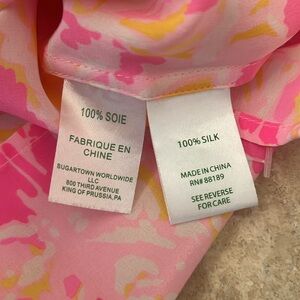 100% SOIE
FABRIQUE EN
CHINE
SUGARTOWN WORLDWIDE
LLC
800 THIRD AVENUE
KING OF PRUSSIA, PA
100% SILK
MADE IN CHINA
RN# 88189
SEE REVERSE
FOR CARE